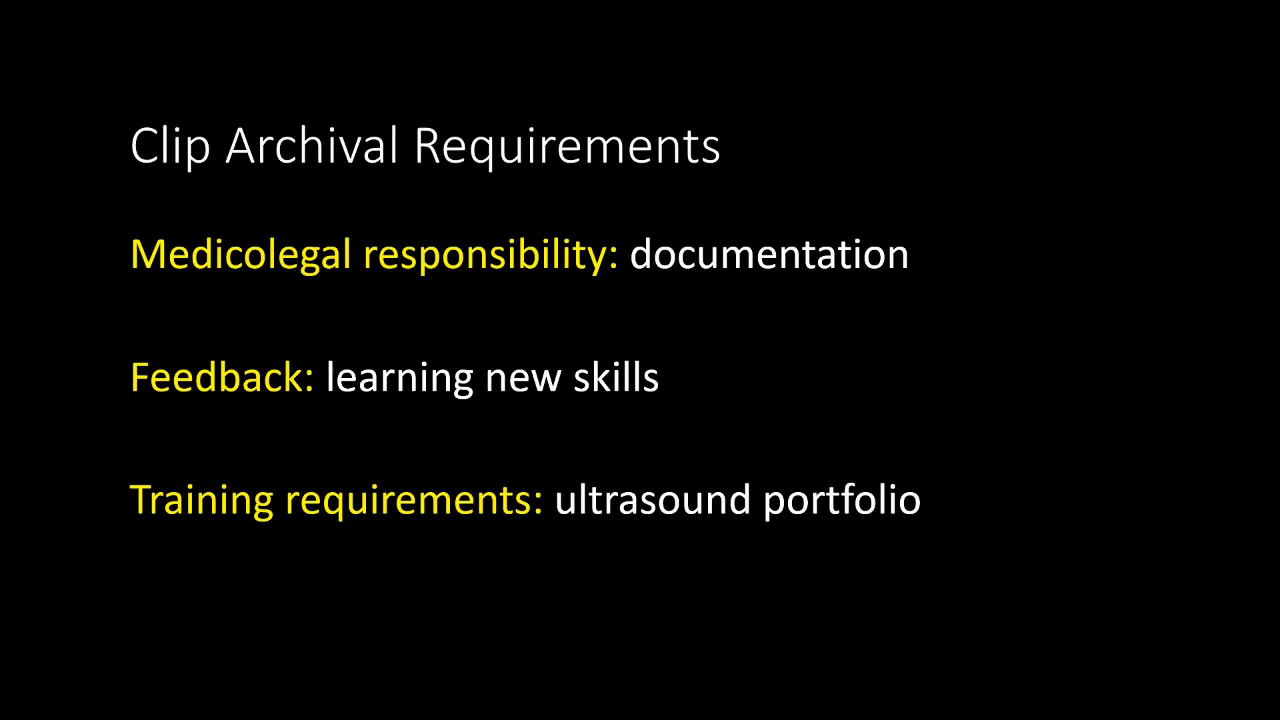 Clip Archival Requirements
Medicolegal responsibility: documentation
Feedback: learning new skills
Training requirements: ultrasound portfolio